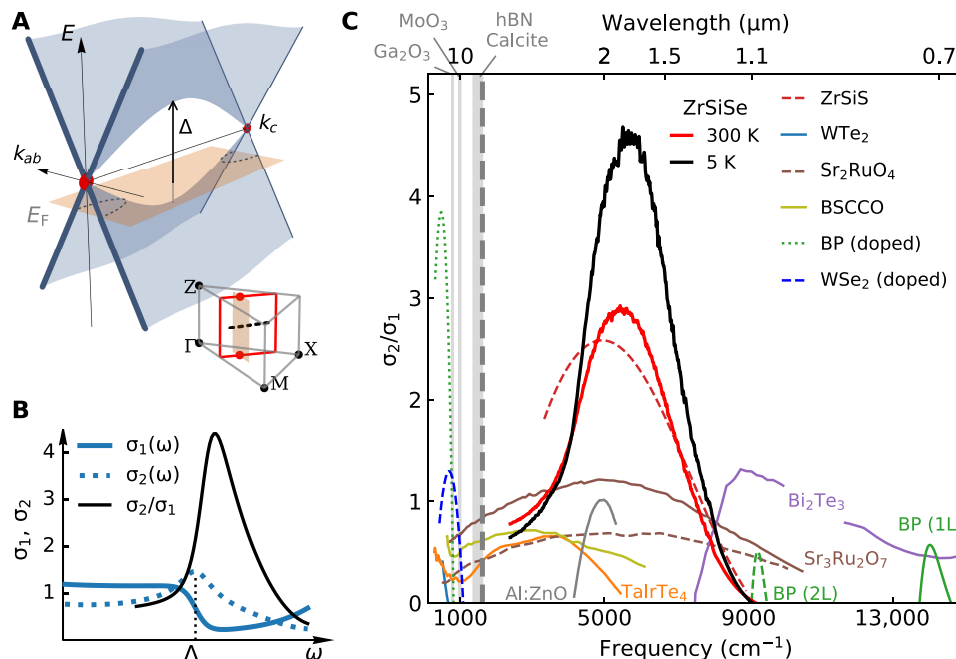 A
E
Δ
k_c
k_ab
E_F
Z
Γ
X
M
B
σ₁(ω)
σ₂(ω)
σ₂/σ₁
σ₁, σ₂
4
3
2
1
Δ
ω
C
MoO₃
Ga₂O₃
hBN
Calcite
Wavelength (μm)
10
2
1.5
1.1
0.7
ZrSiSe
300 K
5 K
ZrSiS
WTe₂
Sr₂RuO₄
BSCCO
BP (doped)
WSe₂ (doped)
σ₂/σ₁
5
4
3
2
1
0
Bi₂Te₃
BP (1L)
Sr₃Ru₂O₇
Al:ZnO
TaIrTe₄
BP (2L)
1000
5000
9000
13,000
Frequency (cm⁻¹)